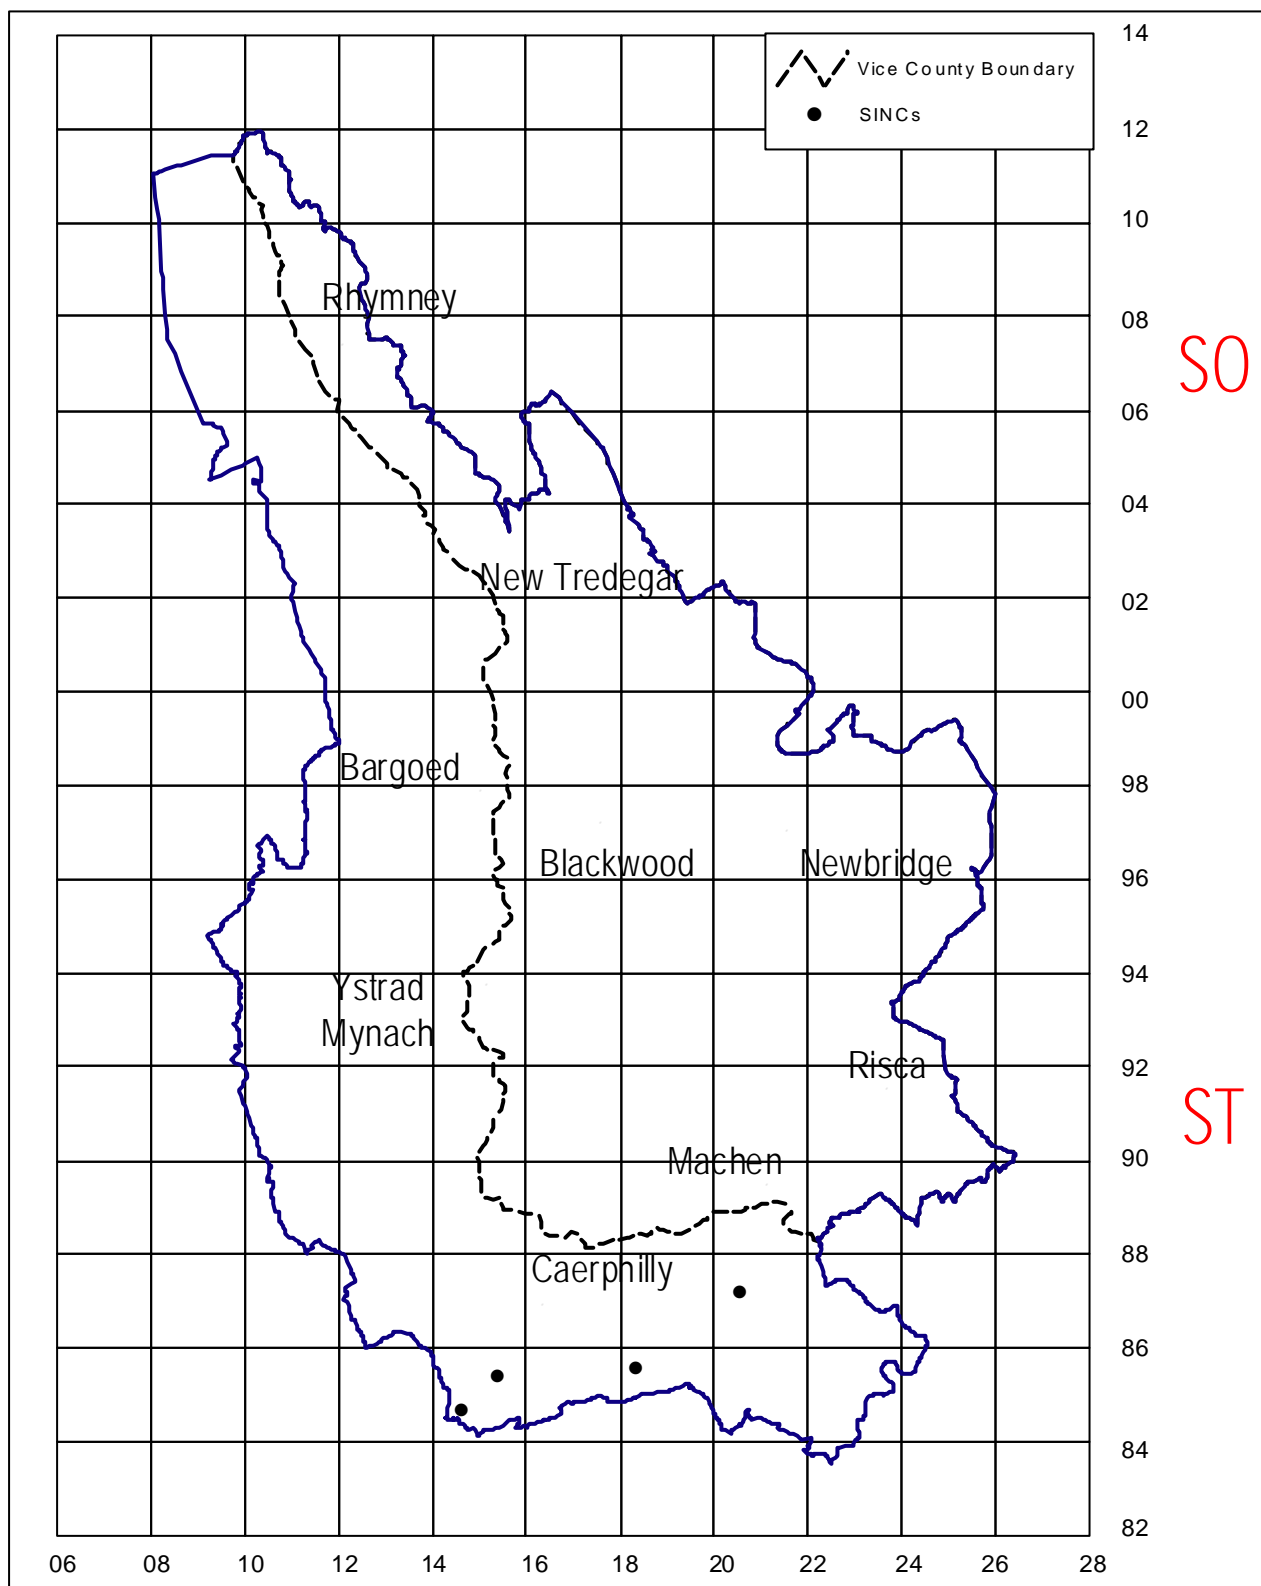 14
Vice County Boundary
SINCs
12
10
Rhymney
08
SO
06
04
New Tredegar
02
00
Bargoed
98
Blackwood
Newbridge
96
94
Ystrad
Mynach
Risca
92
ST
Machen
90
88
Caerphilly
86
84
82
06 08 10 12 14 16 18 20 22 24 26 28